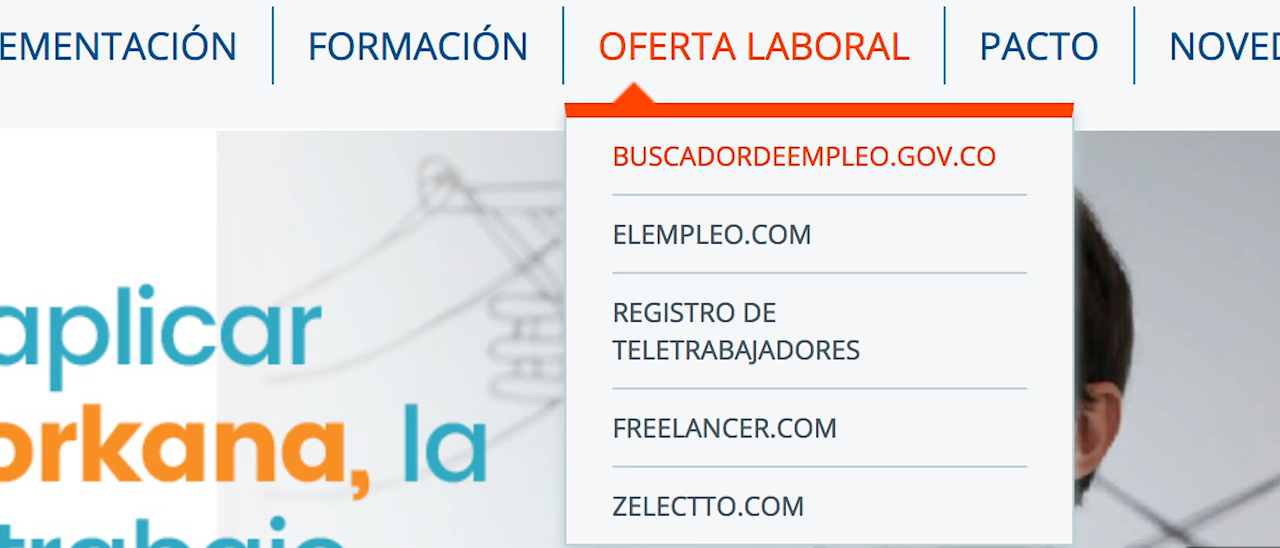 EMENTACIÓN FORMACIÓN OFERTA LABORAL PACTO NOVED
BUSCADORDEEMPLEO.GOV.CO
ELEMPLEO.COM
REGISTRO DE
TELETRABAJADORES
FREELANCER.COM
ZELECTTO.COM
aplicar
orkana, la
trabajo